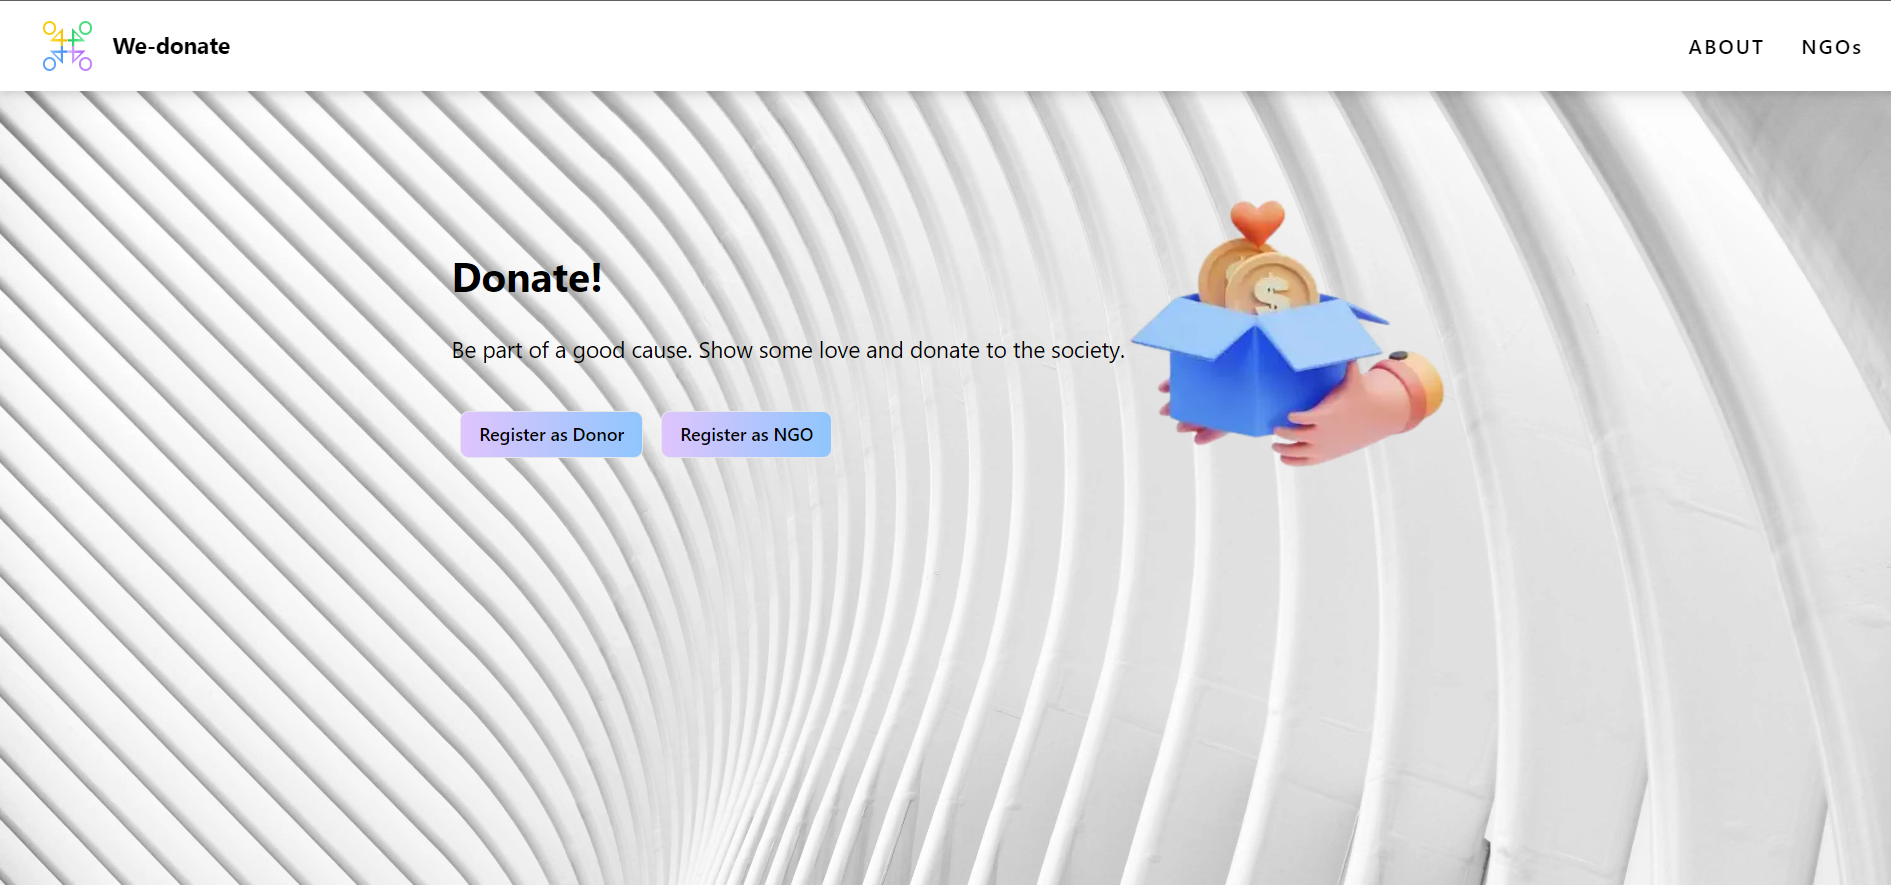 We-donate
ABOUT NGOs
Donate!
Be part of a good cause. Show some love and donate to the society.
Register as Donor Register as NGO
$